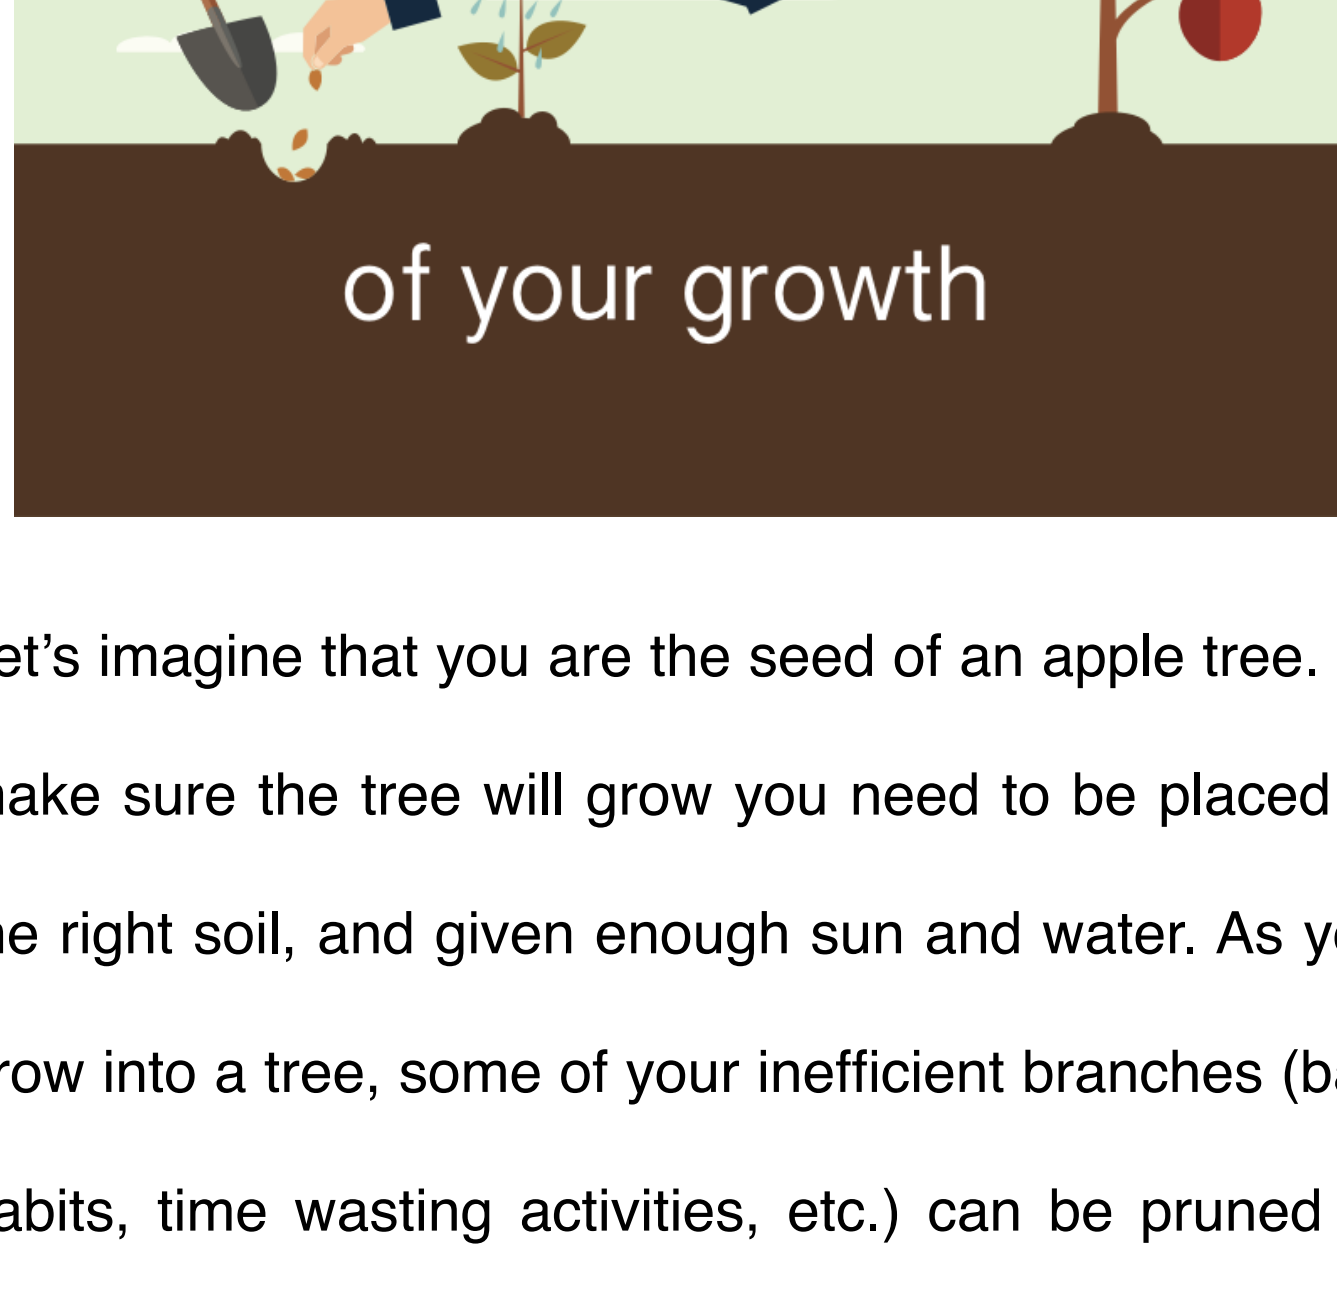 of your growth
et’s imagine that you are the seed of an apple tree.
ake sure the tree will grow you need to be placed
e right soil, and given enough sun and water. As y
row into a tree, some of your inefficient branches (b
abits, time wasting activities, etc.) can be pruned